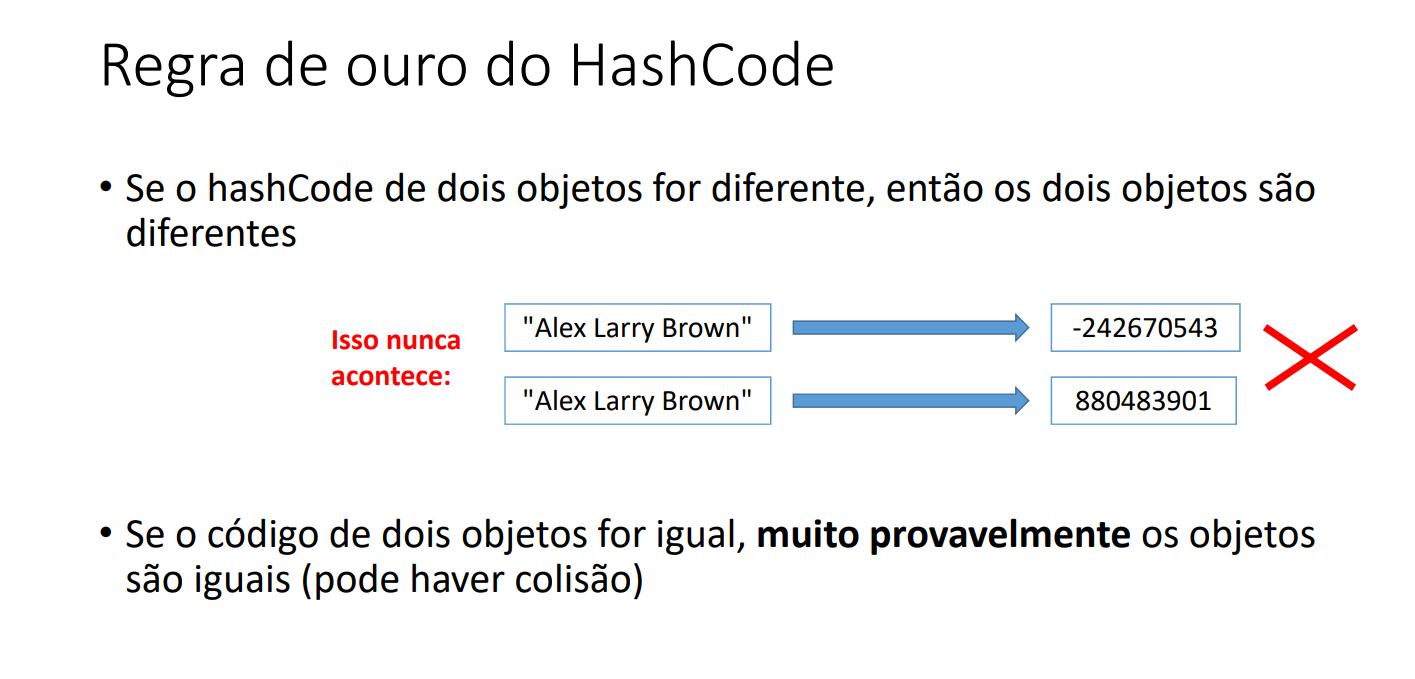 Regra de ouro do HashCode
• Se o hashCode de dois objetos for diferente, então os dois objetos são
diferentes
Isso nunca
acontece:
"Alex Larry Brown"
-242670543
"Alex Larry Brown"
880483901
• Se o código de dois objetos for igual, muito provavelmente os objetos
são iguais (pode haver colisão)